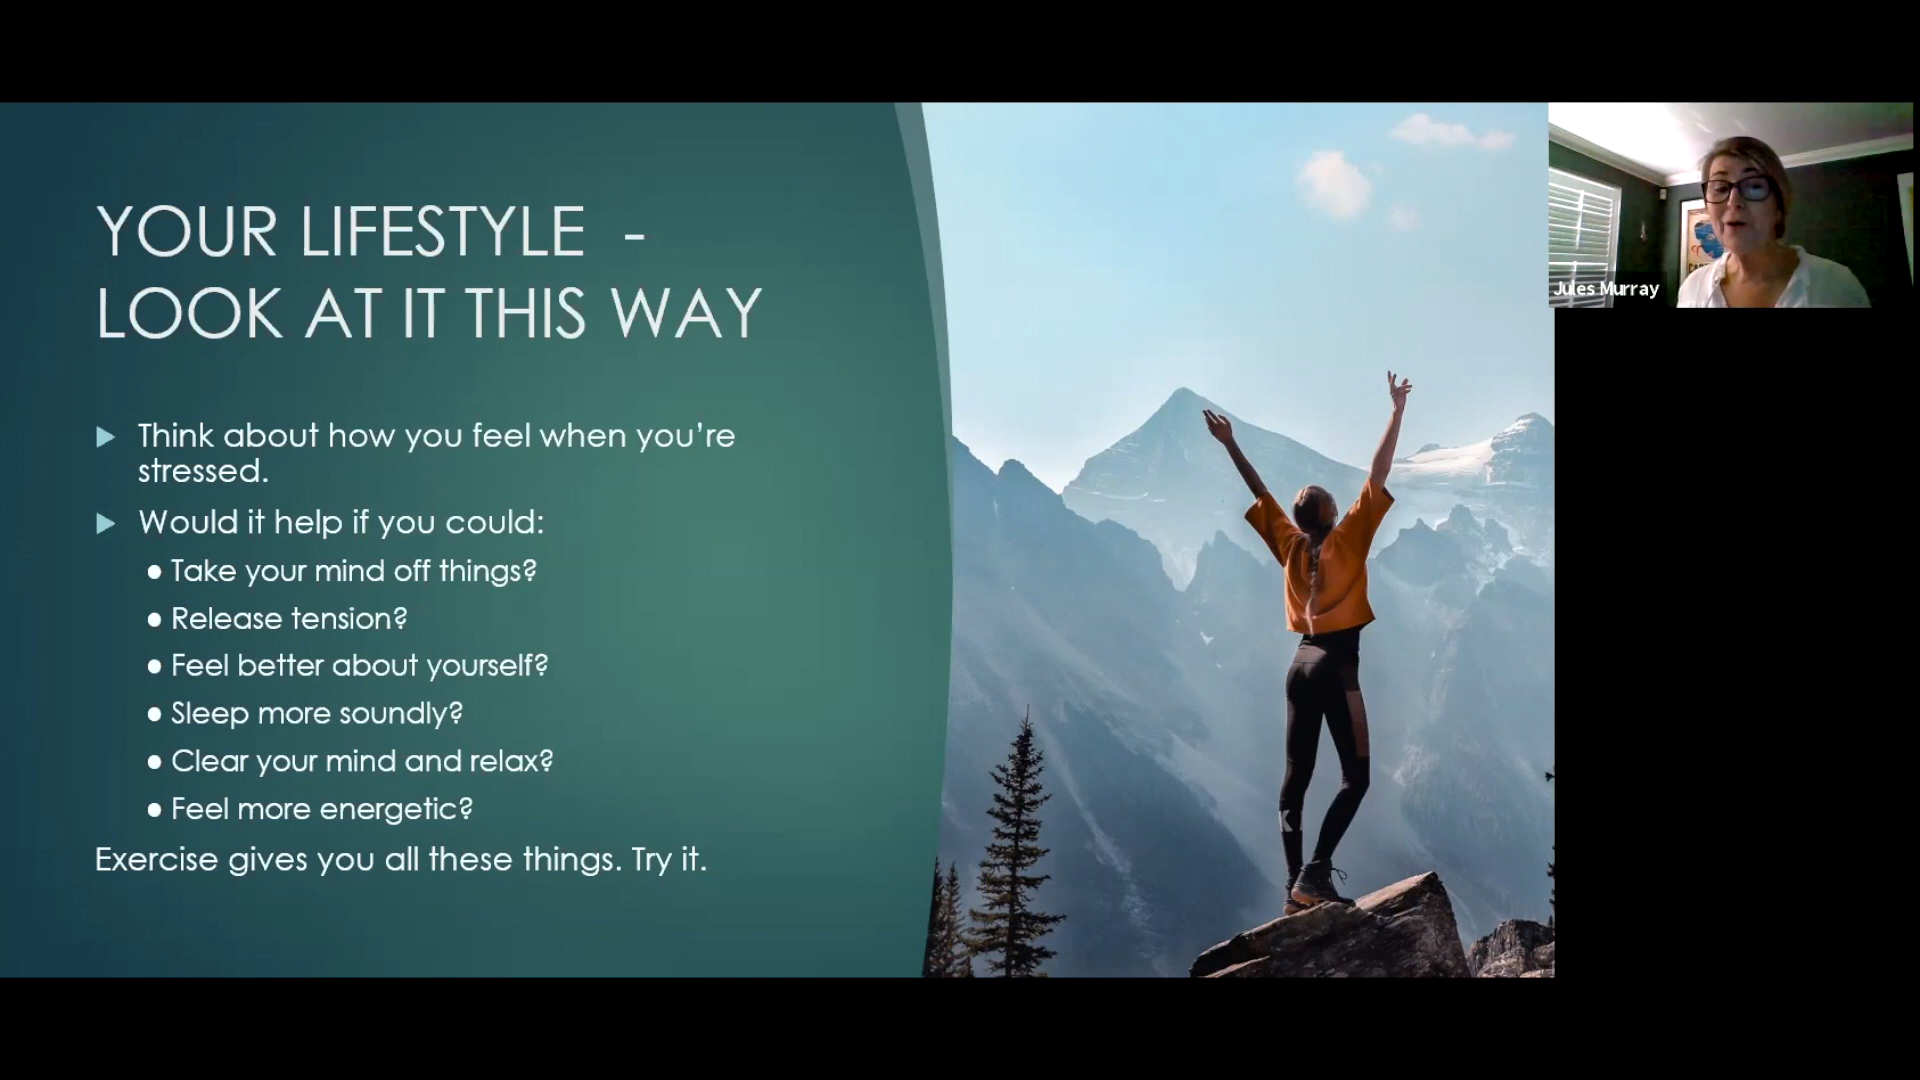 YOUR LIFESTYLE -
LOOK AT IT THIS WAY
Think about how you feel when you're
stressed.
Would it help if you could:
● Take your mind off things?
● Release tension?
● Feel better about yourself?
● Sleep more soundly?
● Clear your mind and relax?
● Feel more energetic?
Exercise gives you all these things. Try it.
Jules Murray